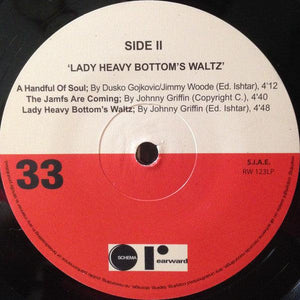 SIDE II
'LADY HEAVY BOTTOM'S WALTZ'
A Handful Of Soul; By Dusko Gojkovic/Jimmy Woode (Ed. Ishtar), 4'12
The Jamfs Are Coming; By Johnny Griffin (Copyright C.), 4'40
Lady Heavy Bottom's Waltz; By Johnny Griffin (Ed. Ishtar), 4'48
33
S.I.A.E.
RW 123LP
SCHEMA
rearward